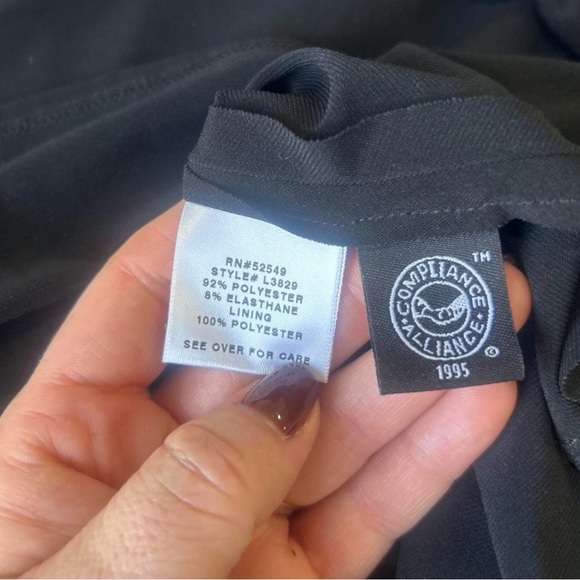 RN#52549
STYLE# L3829
92% POLYESTER
8% ELASTHANE
LINING
100% POLYESTER
SEE OVER FOR CARE
TM
COMPLIANCE
• ALLIANCE •
©
1995